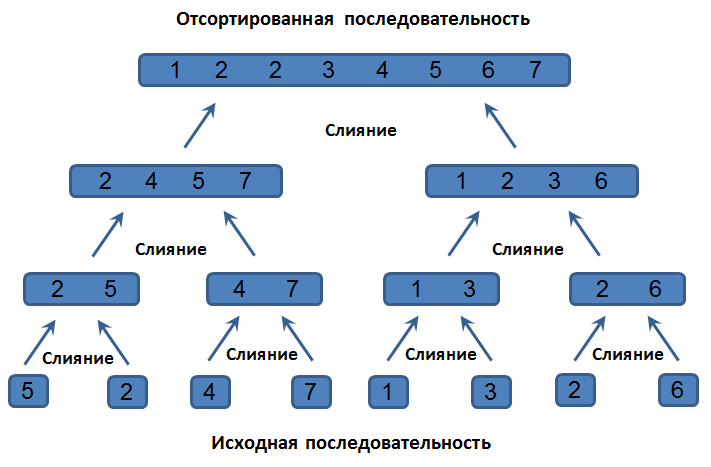 Отсортированная последовательность
1 2 2 3 4 5 6 7
Слияние
2 4 5 7 1 2 3 6
Слияние Слияние
2 5 4 7 1 3 2 6
Слияние Слияние Слияние Слияние
5 2 4 7 1 3 2 6
Исходная последовательность